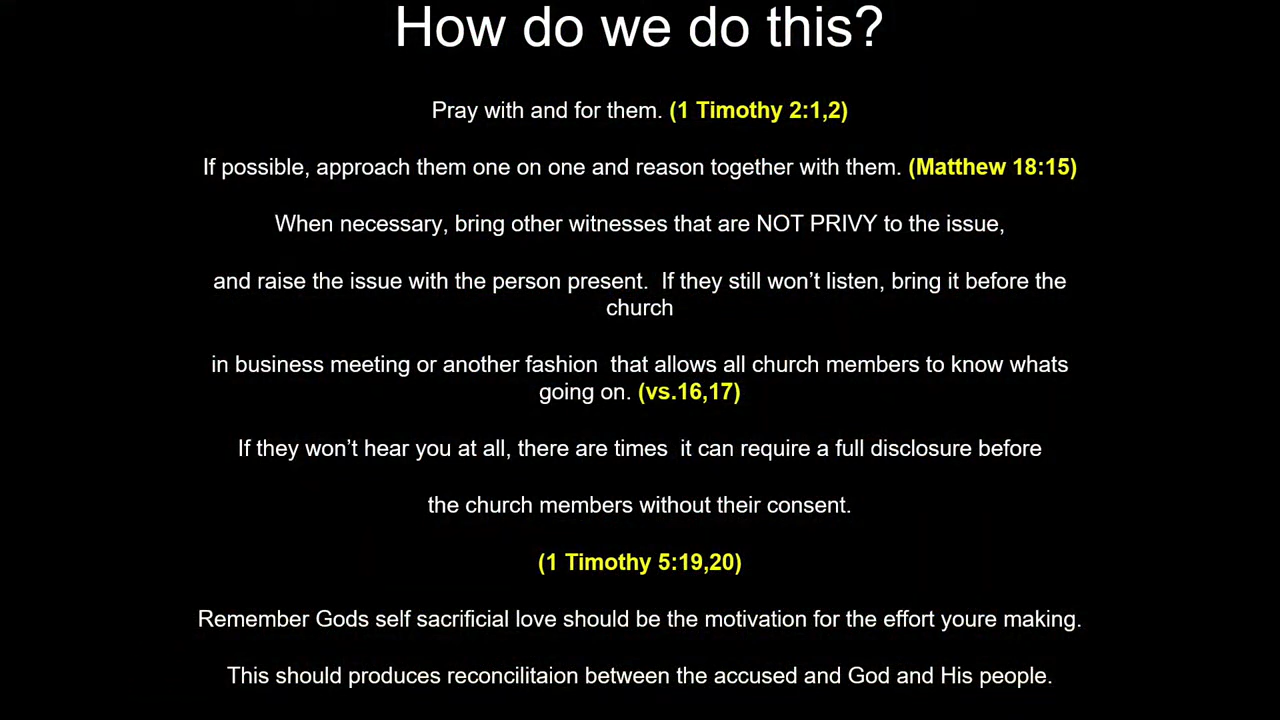 How do we do this?
Pray with and for them. (1 Timothy 2:1,2)
If possible, approach them one on one and reason together with them. (Matthew 18:15)
When necessary, bring other witnesses that are NOT PRIVY to the issue,
and raise the issue with the person present.  If they still won’t listen, bring it before the
church
in business meeting or another fashion  that allows all church members to know whats
going on. (vs.16,17)
If they won’t hear you at all, there are times  it can require a full disclosure before
the church members without their consent.
(1 Timothy 5:19,20)
Remember Gods self sacrificial love should be the motivation for the effort youre making.
This should produces reconcilitaion between the accused and God and His people.